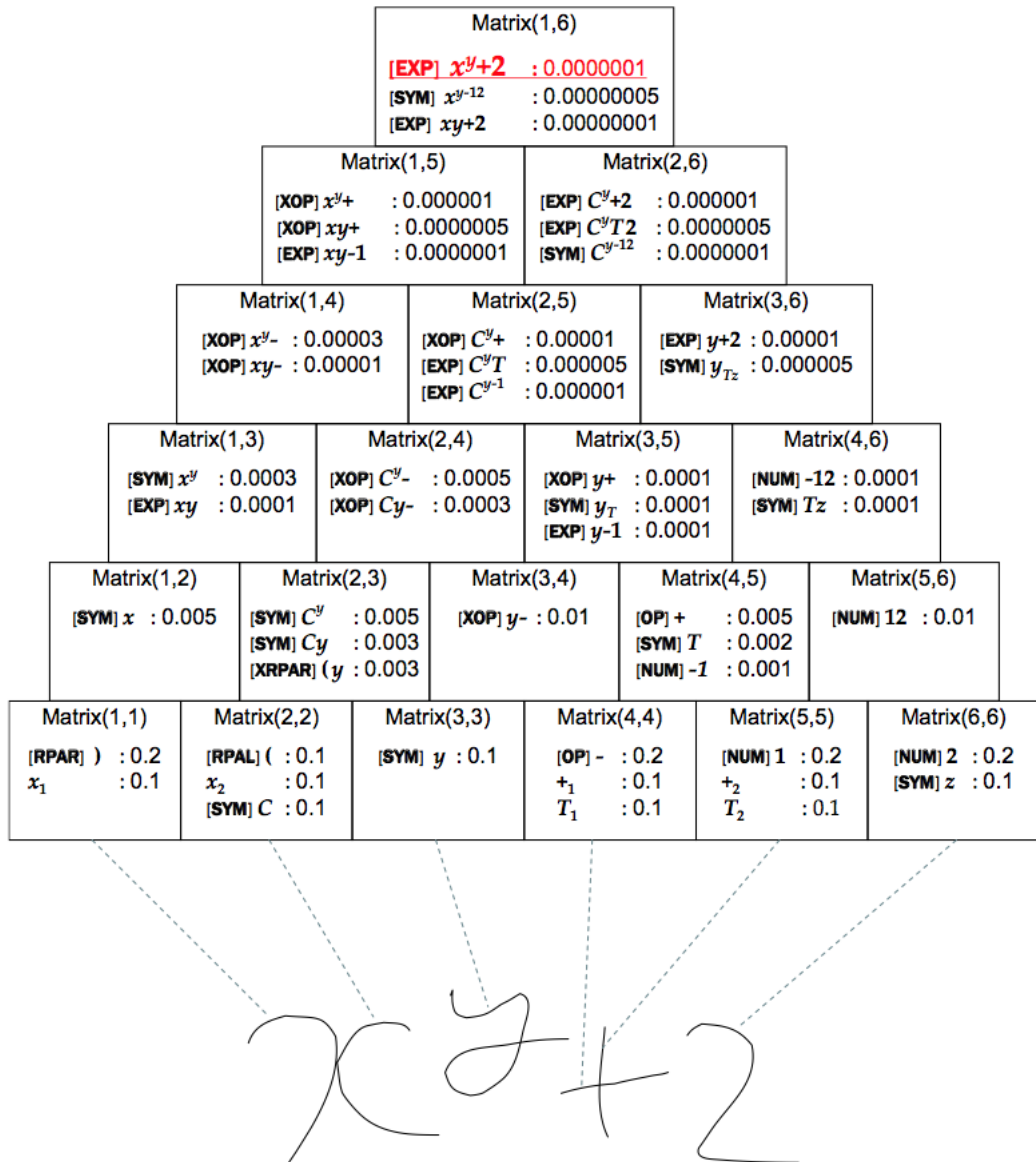 Matrix(1,6)
[EXP] x^y+2 : 0.0000001
[SYM] x^y-12 : 0.00000005
[EXP] xy+2 : 0.00000001
Matrix(1,5)
[XOP] x^y+ : 0.000001
[XOP] xy+ : 0.0000005
[EXP] xy-1 : 0.0000001
Matrix(2,6)
[EXP] C^y+2 : 0.000001
[EXP] C^yT2 : 0.0000005
[SYM] C^y-12 : 0.0000001
Matrix(1,4)
[XOP] x^y- : 0.00003
[XOP] xy- : 0.00001
Matrix(2,5)
[XOP] C^y+ : 0.00001
[EXP] C^yT : 0.000005
[EXP] C^y-1 : 0.000001
Matrix(3,6)
[EXP] y+2 : 0.00001
[SYM] y_Tz : 0.000005
Matrix(1,3)
[SYM] x^y : 0.0003
[EXP] xy : 0.0001
Matrix(2,4)
[XOP] C^y- : 0.0005
[XOP] Cy- : 0.0003
Matrix(3,5)
[XOP] y+ : 0.0001
[SYM] y_T : 0.0001
[EXP] y-1 : 0.0001
Matrix(4,6)
[NUM] -12 : 0.0001
[SYM] Tz : 0.0001
Matrix(1,2)
[SYM] x : 0.005
Matrix(2,3)
[SYM] C^y : 0.005
[SYM] Cy : 0.003
[XRPAR] (y : 0.003
Matrix(3,4)
[XOP] y- : 0.01
Matrix(4,5)
[OP] + : 0.005
[SYM] T : 0.002
[NUM] -1 : 0.001
Matrix(5,6)
[NUM] 12 : 0.01
Matrix(1,1)
[RPAR] ) : 0.2
x_1 : 0.1
Matrix(2,2)
[RPAL] ( : 0.1
x_2 : 0.1
[SYM] C : 0.1
Matrix(3,3)
[SYM] y : 0.1
Matrix(4,4)
[OP] - : 0.2
+_1 : 0.1
T_1 : 0.1
Matrix(5,5)
[NUM] 1 : 0.2
+_2 : 0.1
T_2 : 0.1
Matrix(6,6)
[NUM] 2 : 0.2
[SYM] z : 0.1
x^y+2